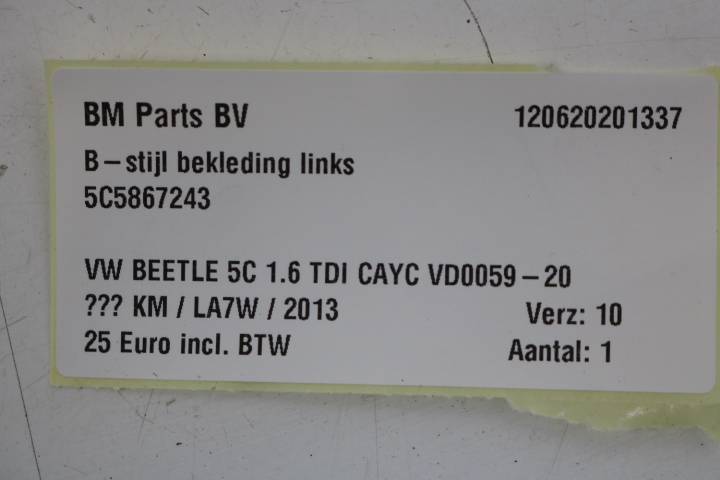 BM Parts BV 120620201337
B-stijl bekleding links
5C5867243
VW BEETLE 5C 1.6 TDI CAYC VD0059-20
??? KM / LA7W / 2013 Verz: 10
25 Euro incl. BTW Aantal: 1